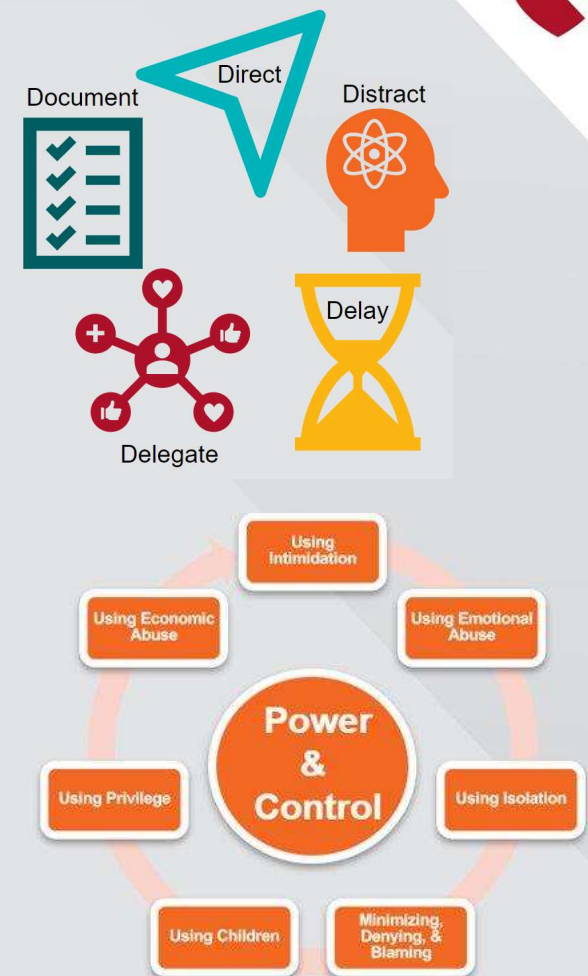 Direct
Document
Distract
Delay
Delegate
Using
Intimidation
Using Economic
Abuse
Using Emotional
Abuse
Power
&
Control
Using Privilege
Using Isolation
Using Children
Minimizing,
Denying, &
Blaming